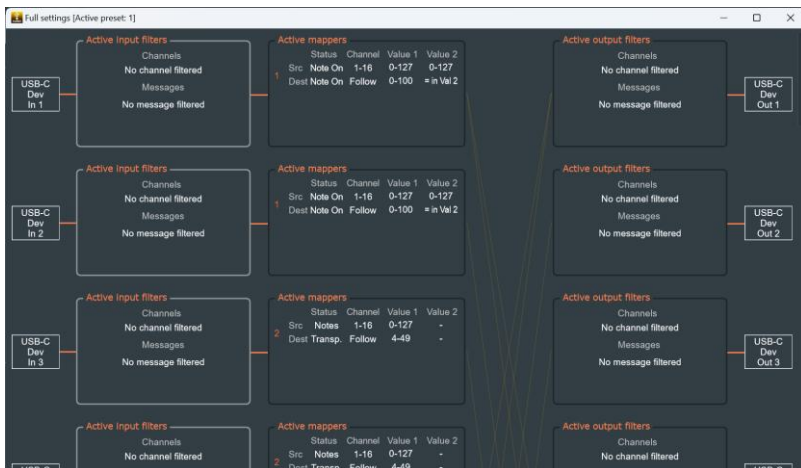 Full settings [Active preset: 1]
Active input filters
Channels
No channel filtered
Messages
No message filtered
USB-C
Dev
In 1
Active mappers
Status Channel Value 1 Value 2
1
Src Note On 1-16 0-127 0-127
Dest Note On Follow 0-100 = in Val 2
Active output filters
Channels
No channel filtered
Messages
No message filtered
USB-C
Dev
Out 1
Active input filters
Channels
No channel filtered
Messages
No message filtered
USB-C
Dev
In 2
Active mappers
Status Channel Value 1 Value 2
1
Src Note On 1-16 0-127 0-127
Dest Note On Follow 0-100 = in Val 2
Active output filters
Channels
No channel filtered
Messages
No message filtered
USB-C
Dev
Out 2
Active input filters
Channels
No channel filtered
Messages
No message filtered
USB-C
Dev
In 3
Active mappers
Status Channel Value 1 Value 2
2
Src Notes 1-16 0-127 -
Dest Transp. Follow 4-49 -
Active output filters
Channels
No channel filtered
Messages
No message filtered
USB-C
Dev
Out 3
Active input filters
Channels
No channel filtered
USB-C
Active mappers
Status Channel Value 1 Value 2
2
Src Notes 1-16 0-127 -
Dest Transp. Follow 4-49 -
Active output filters
Channels
No channel filtered
USB-C